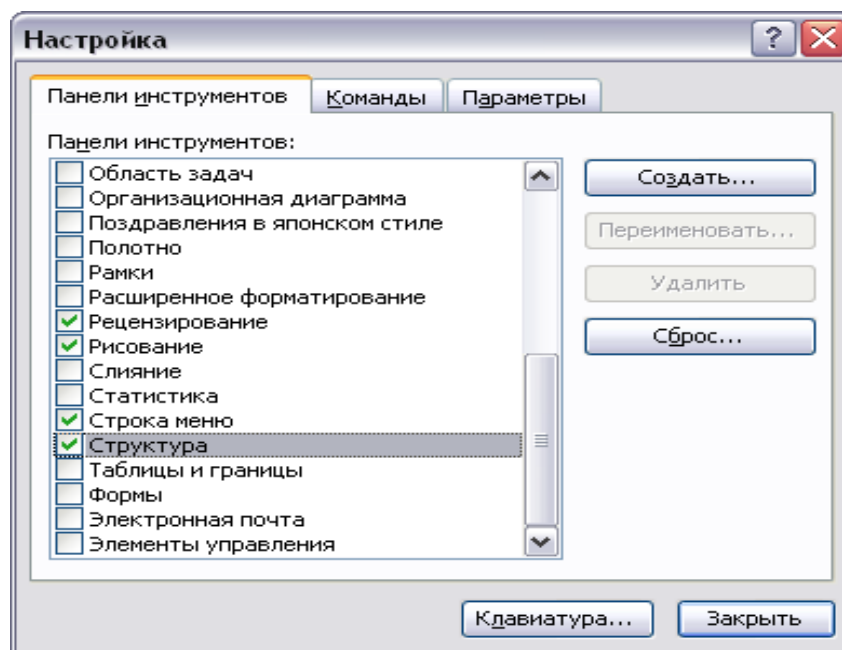 Настройка
Панели инструментов Команды Параметры
Панели инструментов:
Область задач
Организационная диаграмма
Поздравления в японском стиле
Полотно
Рамки
Расширенное форматирование
Рецензирование
Рисование
Слияние
Статистика
Строка меню
Структура
Таблицы и границы
Формы
Электронная почта
Элементы управления
Создать...
Переименовать...
Удалить
Сброс...
Клавиатура... Закрыть